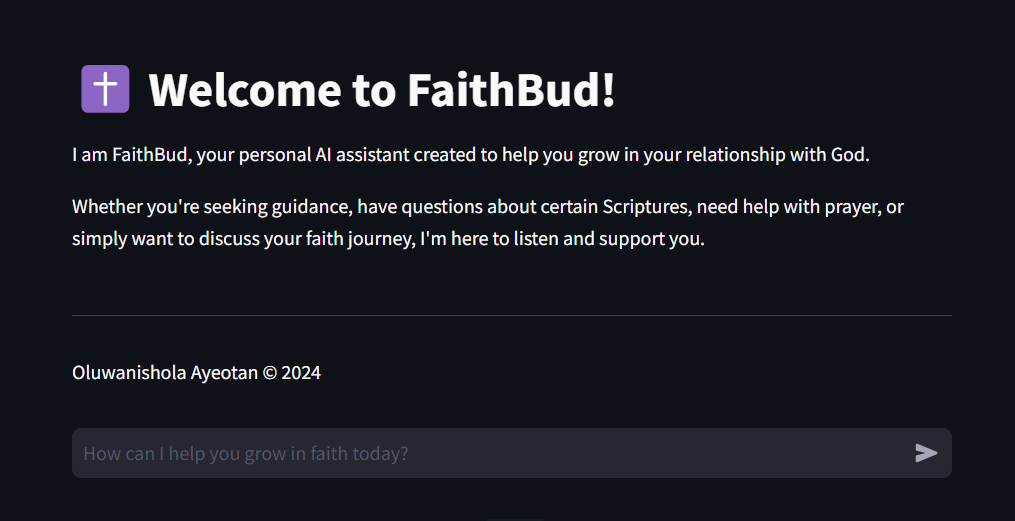 Welcome to FaithBud!
I am FaithBud, your personal AI assistant created to help you grow in your relationship with God.
Whether you're seeking guidance, have questions about certain Scriptures, need help with prayer, or
simply want to discuss your faith journey, I'm here to listen and support you.
Oluwanishola Ayeotan © 2024
How can I help you grow in faith today?